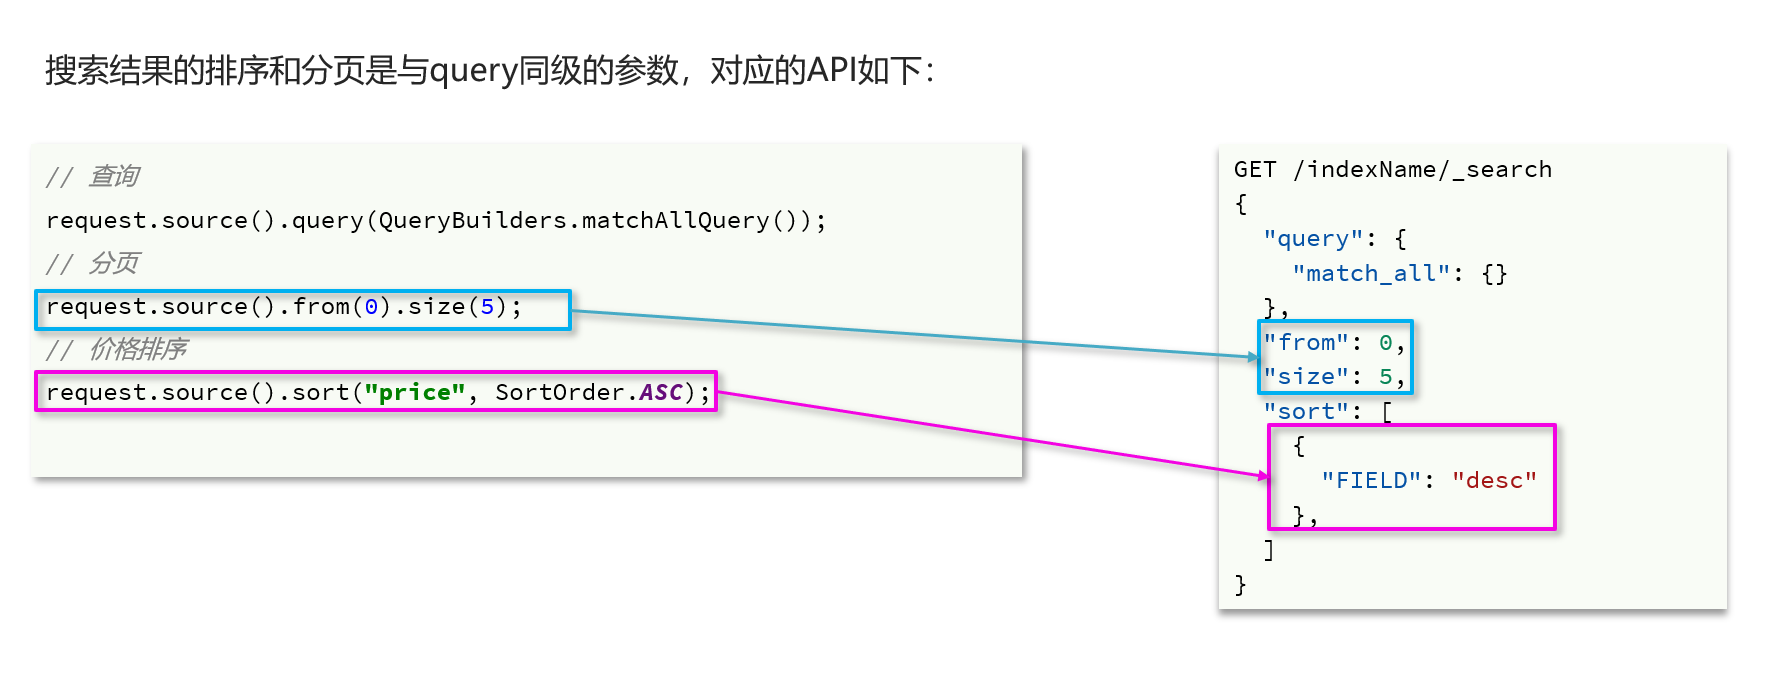 搜索结果的排序和分页是与query同级的参数，对应的API如下：
// 查询
request.source().query(QueryBuilders.matchAllQuery());
// 分页
request.source().from(0).size(5);
// 价格排序
request.source().sort("price", SortOrder.ASC);
GET /indexName/_search
{
  "query": {
    "match_all": {}
  },
  "from": 0,
  "size": 5,
  "sort": [
    {
      "FIELD": "desc"
    },
  ]
}